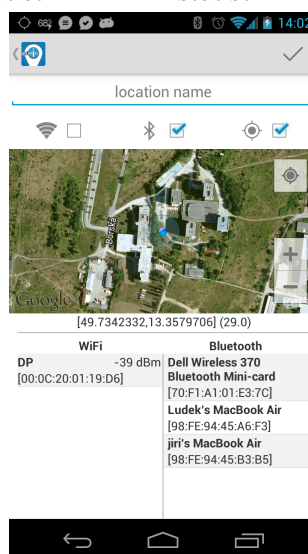 68% 14:02
location name
Borská
Google
[49.7342332,13.3579706] (29.0)
WiFi Bluetooth
DP -39 dBm Dell Wireless 370
Bluetooth Mini-card
[00:0C:20:01:19:D6] [70:F1:A1:01:E3:7C]
Ludek's MacBook Air
[98:FE:94:45:A6:F3]
jiri's MacBook Air
[98:FE:94:45:B3:B5]